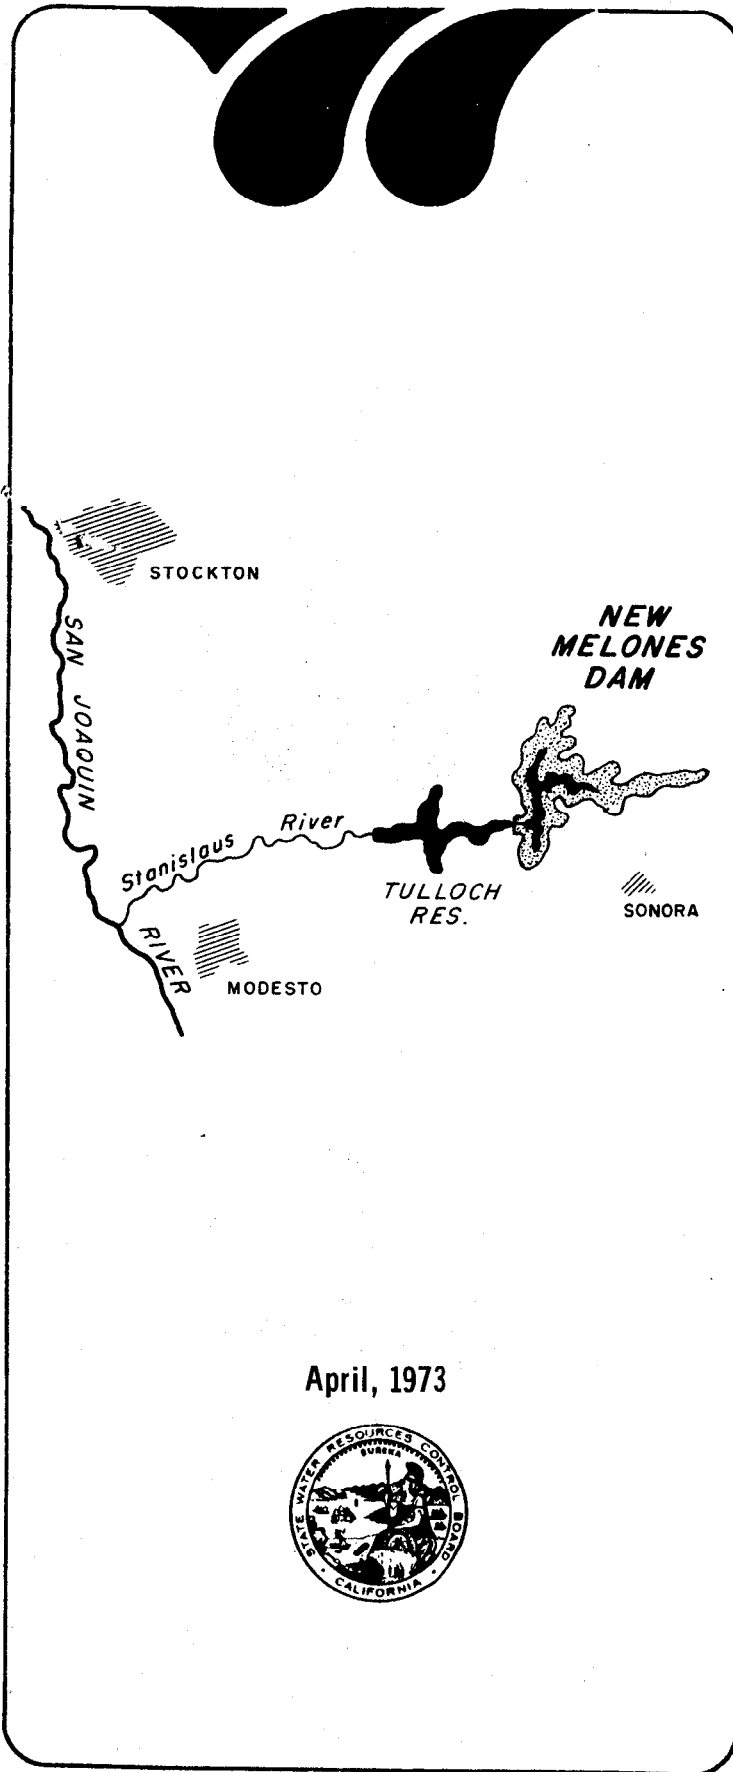 STOCKTON
NEW
MELONES
DAM
SAN JOAQUIN
RIVER
Stanislaus River
TULLOCH
RES.
SONORA
MODESTO
April, 1973
STATE WATER RESOURCES CONTROL BOARD
EUREKA
CALIFORNIA